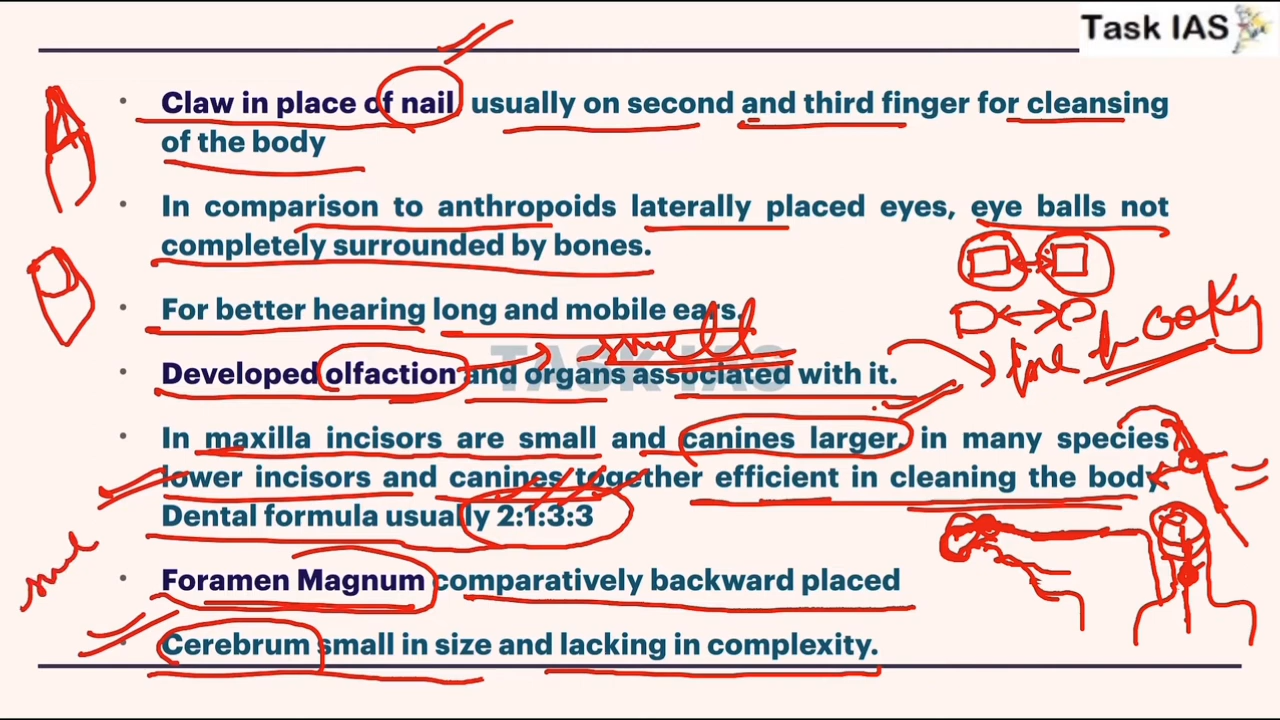 Task IAS
Claw in place of nail, usually on second and third finger for cleansing
of the body
In comparison to anthropoids laterally placed eyes, eye balls not
completely surrounded by bones.
For better hearing long and mobile ears.
smell
TASK IAS
Developed olfaction and organs associated with it.
In maxilla incisors are small and canines larger, in many species
lower incisors and canines together efficient in cleaning the body.
Dental formula usually 2:1:3:3
Foramen Magnum comparatively backward placed
Cerebrum small in size and lacking in complexity.